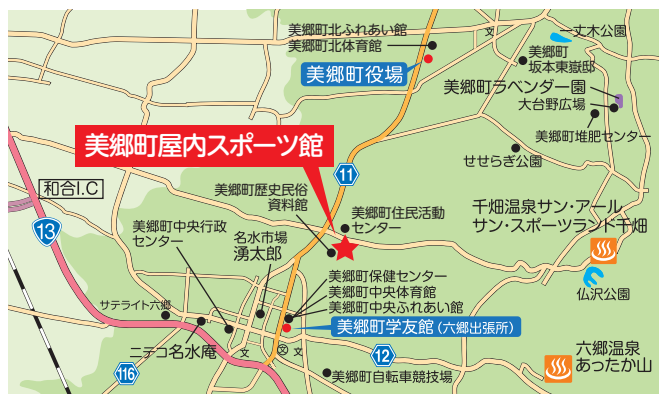 美郷町北ふれあい館
美郷町北体育館
美郷町役場
一丈木公園
文
美郷町
坂本東嶽邸
美郷町ラベンダー園
大台野広場
美郷町堆肥センター
せせらぎ公園
美郷町屋内スポーツ館
11
和合I.C
13
美郷町歴史民俗
資料館
美郷町住民活動
センター
千畑温泉サン・アール
サン・スポーツランド千畑
仏沢公園
美郷町中央行政
センター
名水市場
湧太郎
美郷町保健センター
美郷町中央体育館
美郷町中央ふれあい館
美郷町学友館(六郷出張所)
サテライト六郷
ニテコ名水庵
文
文
文
12
116
六郷温泉
あったか山
美郷町自転車競技場